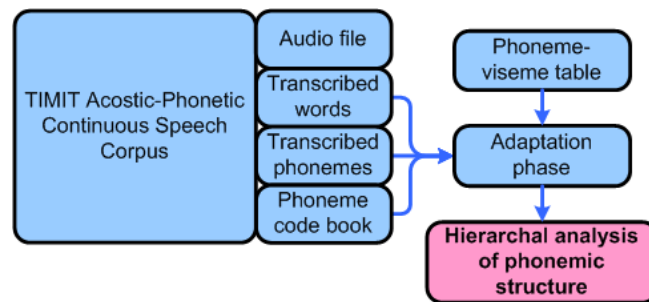 TIMIT Acostic-Phonetic
Continuous Speech
Corpus
Audio file
Transcribed
words
Transcribed
phonemes
Phoneme
code book
Phoneme-
viseme table
Adaptation
phase
Hierarchal analysis
of phonemic
structure